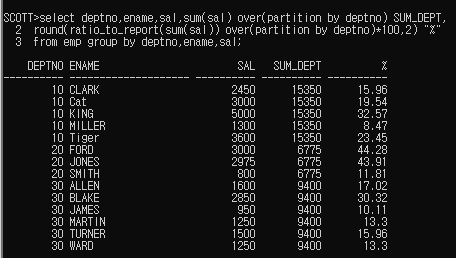 SCOTT>select deptno,ename,sal,sum(sal) over(partition by deptno) SUM_DEPT,
2 round(ratio_to_report(sum(sal)) over(partition by deptno)*100,2) "%"
3 from emp group by deptno,ename,sal;
DEPTNO ENAME SAL SUM_DEPT %
---------- -------------------- ---------- ---------- ----------
10 CLARK 2450 15350 15.96
10 Cat 3000 15350 19.54
10 KING 5000 15350 32.57
10 MILLER 1300 15350 8.47
10 Tiger 3600 15350 23.45
20 FORD 3000 6775 44.28
20 JONES 2975 6775 43.91
20 SMITH 800 6775 11.81
30 ALLEN 1600 9400 17.02
30 BLAKE 2850 9400 30.32
30 JAMES 950 9400 10.11
30 MARTIN 1250 9400 13.3
30 TURNER 1500 9400 15.96
30 WARD 1250 9400 13.3